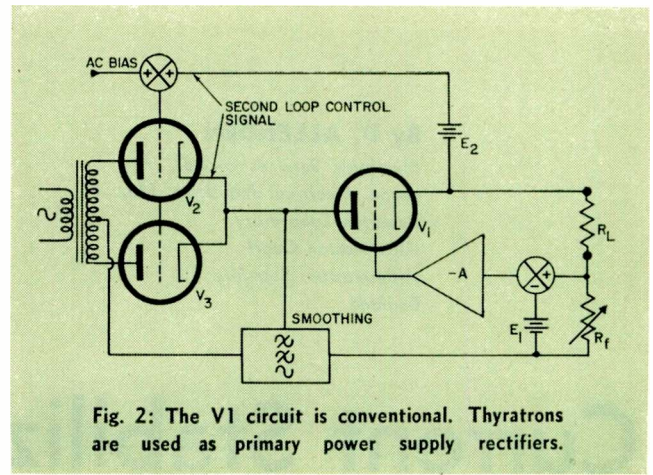 AC BIAS
+ +
SECOND LOOP CONTROL
SIGNAL
E2
V2
V1
RL
-A
- +
V3
SMOOTHING
E1
Rf
Fig. 2: The V1 circuit is conventional. Thyratrons
are used as primary power supply rectifiers.